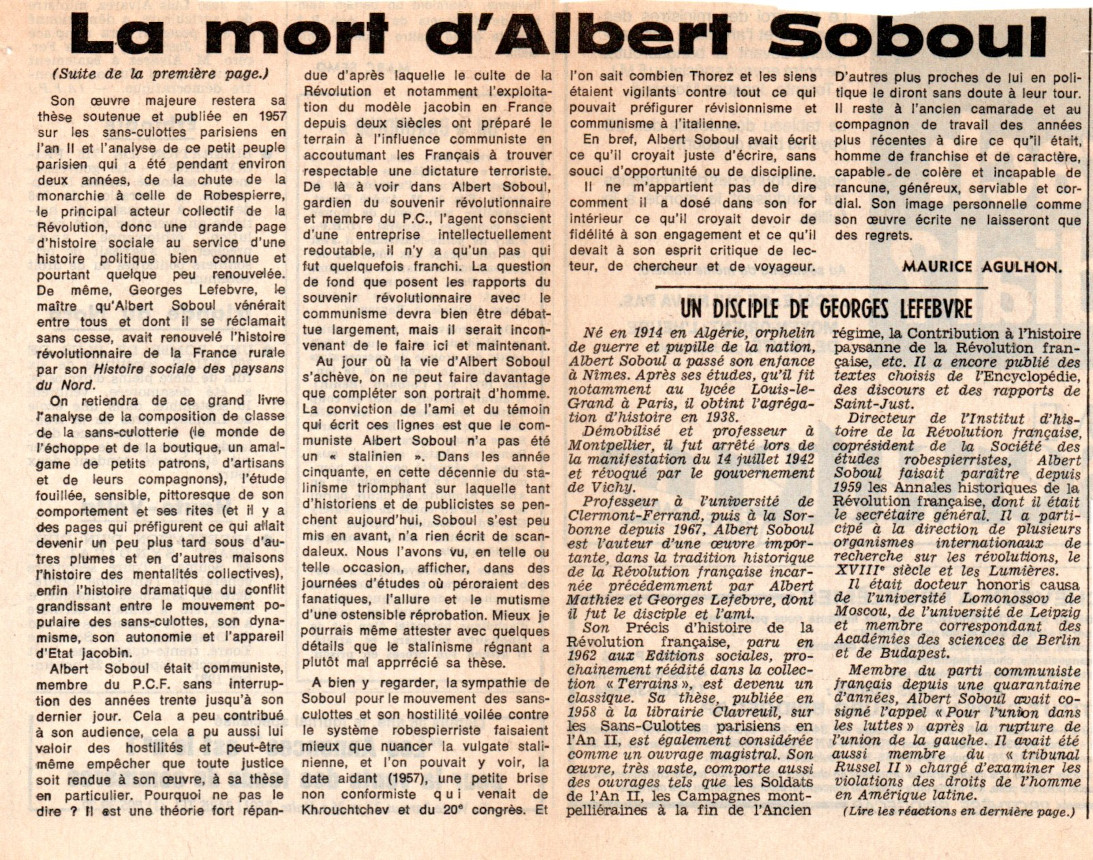 La mort d'Albert Soboul
(Suite de la première page.)
Son œuvre majeure restera sa
thèse soutenue et publiée en 1957
sur les sans-culottes parisiens en
l'an II et l'analyse de ce petit peuple
parisien qui a été pendant environ
deux années, de la chute de la
monarchie à celle de Robespierre,
le principal acteur collectif de la
Révolution, donc une grande page
d'histoire sociale au service d'une
histoire politique bien connue et
pourtant quelque peu renouvelée.
De même, Georges Lefebvre, le
maître qu'Albert Soboul vénérait
entre tous et dont il se réclamait
sans cesse, avait renouvelé l'histoire
révolutionnaire de la France rurale
par son Histoire sociale des paysans
du Nord.
On retiendra de ce grand livre
l'analyse de la composition de classe
de la sans-culotterie (le monde de
l'échoppe et de la boutique, un amal-
game de petits patrons, d'artisans
et de leurs compagnons), l'étude
fouillée, sensible, pittoresque de son
comportement et ses rites (et il y a
des pages qui préfigurent ce qui allait
devenir un peu plus tard sous d'au-
tres plumes et en d'autres maisons
l'histoire des mentalités collectives),
enfin l'histoire dramatique du conflit
grandissant entre le mouvement po-
pulaire des sans-culottes, son dyna-
misme, son autonomie et l'appareil
d'Etat jacobin.
Albert Soboul était communiste,
membre du P.C.F. sans interrup-
tion des années trente jusqu'à son
dernier jour. Cela a peu contribué
à son audience, cela a pu aussi lui
valoir des hostilités et peut-être
même empêcher que toute justice
soit rendue à son œuvre, à sa thèse
en particulier. Pourquoi ne pas le
dire ? Il est une théorie fort répan-
due d'après laquelle le culte de la
Révolution et notamment l'exploita-
tion du modèle jacobin en France
depuis deux siècles ont préparé le
terrain à l'influence communiste en
accoutumant les Français à trouver
respectable une dictature terroriste.
De là à voir dans Albert Soboul,
gardien du souvenir révolutionnaire
et membre du P.C., l'agent conscient
d'une entreprise intellectuellement
redoutable, il n'y a qu'un pas qui
fut quelquefois franchi. La question
de fond que posent les rapports du
souvenir révolutionnaire avec le
communisme devra bien être débat-
tue largement, mais il serait incon-
venant de le faire ici et maintenant.
Au jour où la vie d'Albert Soboul
s'achève, on ne peut faire davantage
que compléter son portrait d'homme.
La conviction de l'ami et du témoin
qui écrit ces lignes est que le com-
muniste Albert Soboul n'a pas été
un « stalinien ». Dans les année
cinquante, en cette décennie du sta-
linisme triomphant sur laquelle tant
d'historiens et de publicistes se pen-
chent aujourd'hui, Soboul s'est peu
mis en avant, n'a rien écrit de scan-
daleux. Nous l'avons vu, en telle ou
telle occasion, afficher, dans des
journées d'études où péroraient des
fanatiques, l'allure et le mutisme
d'une ostensible réprobation. Mieux je
pourrais même attester avec quelques
détails que le stalinisme régnant a
plutôt mal apprrécié sa thèse.
A bien y regarder, la sympathie de
Soboul pour le mouvement des sans-
culottes et son hostilité voilée contre
le système robespierriste faisaient
mieux que nuancer la vulgate stali-
nienne, et l'on pouvait y voir, la
date aidant (1957), une petite brise
non conformiste qui venait de
Khrouchtchev et du 20e congrès. Et
l'on sait combien Thorez et les siens
étaient vigilants contre tout ce qui
pouvait préfigurer révisionnisme et
communisme à l'italienne.
En bref, Albert Soboul avait écrit
ce qu'il croyait juste d'écrire, sans
souci d'opportunité ou de discipline.
Il ne m'appartient pas de dire
comment il a dosé dans son for
intérieur ce qu'il croyait devoir de
fidélité à son engagement et ce qu'il
devait à son esprit critique de lec-
teur, de chercheur et de voyageur.
D'autres plus proches de lui en poli-
tique le diront sans doute à leur tour.
Il reste à l'ancien camarade et au
compagnon de travail des années
plus récentes à dire ce qu'il était,
homme de franchise et de caractère,
capable de colère et incapable de
rancune, généreux, serviable et cor-
dial. Son image personnelle comme
son œuvre écrite ne laisseront que
des regrets.
MAURICE AGULHON.
UN DISCIPLE DE GEORGES LEFEBVRE
Né en 1914 en Algérie, orphelin
de guerre et pupille de la nation,
Albert Soboul a passé son enfance
à Nîmes. Après ses études, qu'il fit
notamment au lycée Louis-le-
Grand à Paris, il obtint l'agréga-
tion d'histoire en 1938.
Démobilisé et professeur à
Montpellier, il fut arrêté lors de
la manifestation du 14 juillet 1942
et révoqué par le gouvernement
de Vichy.
Professeur à l'université de
Clermont-Ferrand, puis à la Sor-
bonne depuis 1967, Albert Soboul
est l'auteur d'une œuvre impor-
tante, dans la tradition historique
de la Révolution française incar-
née précédemment par Albert
Mathiez et Georges Lefebvre, dont
il fut le disciple et l'ami.
Son Précis d'histoire de la
Révolution française, paru en
1962 aux Editions sociales, pro-
chainement réédité dans la collec-
tion « Terrains », est devenu un
classique. Sa thèse, publiée en
1958 à la librairie Clavreuil, sur
les Sans-Culottes parisiens en
l'An II, est également considérée
comme un ouvrage magistral. Son
œuvre, très vaste, comporte aussi
des ouvrages tels que les Soldats
de l'An II, les Campagnes mont-
pelliéraines à la fin de l'Ancien
régime, la Contribution à l'histoire
paysanne de la Révolution fran-
çaise, etc. Il a encore publié des
textes choisis de l'Encyclopédie,
des discours et des rapports de
Saint-Just.
Directeur de l'Institut d'his-
toire de la Révolution française,
coprésident de la Société des
études robespierristes, Albert
Soboul faisait paraître depuis
1959 les Annales historiques de la
Révolution française, dont il était
le secrétaire général. Il a parti-
cipé à la direction de plusieurs
organismes internationaux de
recherche sur les révolutions, le
XVIIIe siècle et les Lumières.
Il était docteur honoris causa
de l'université Lomonossov de
Moscou, de l'université de Leipzig
et membre correspondant des
Académies des sciences de Berlin
et de Budapest.
Membre du parti communiste
français depuis une quarantaine
d'années, Albert Soboul avait co-
signé l'appel « Pour l'union dans
les luttes » après la rupture de
l'union de la gauche. Il avait été
aussi membre du « tribunal
Russel II » chargé d'examiner les
violations des droits de l'homme
en Amérique latine.
(Lire les réactions en dernière page.)